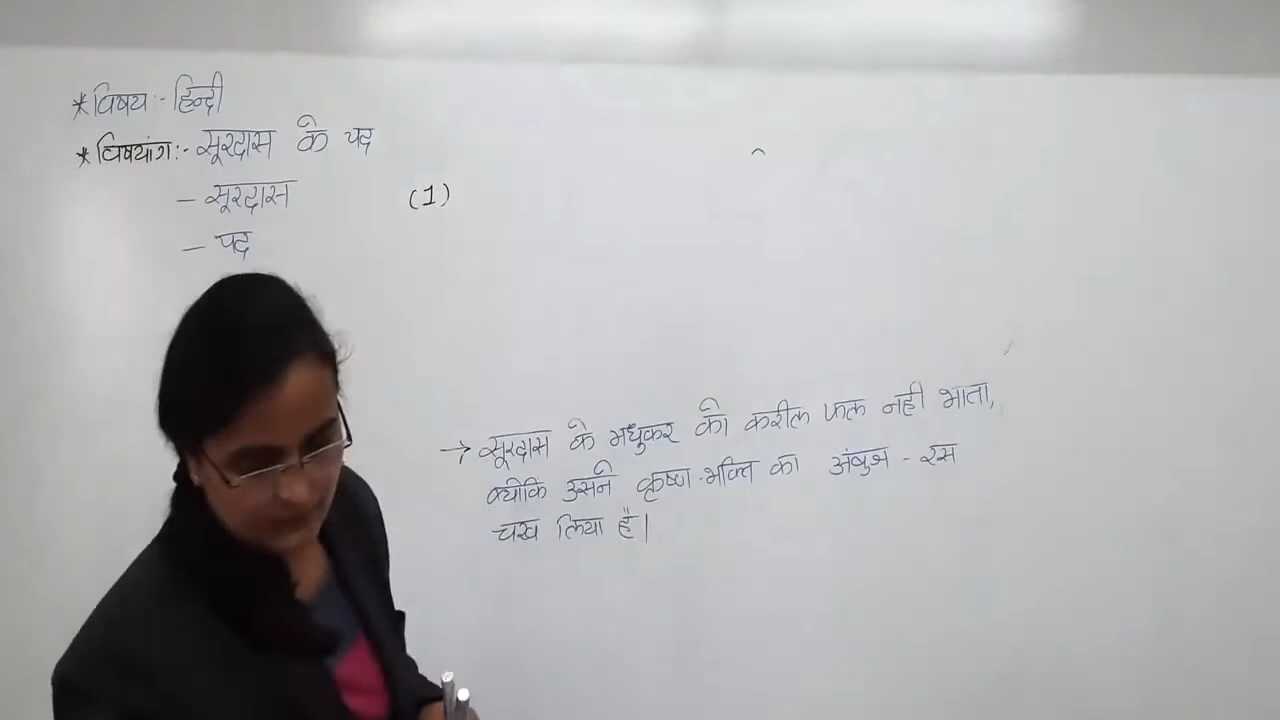 * विषय :- हिन्दी
* विषयांग :- सूरदास के पद
- सूरदास (1)
- पद
→ सूरदास के मधुकर को करील फल नही भाता,
क्योकि उसने कृष्ण-भक्ति का अंबुज - रस
चख लिया है।